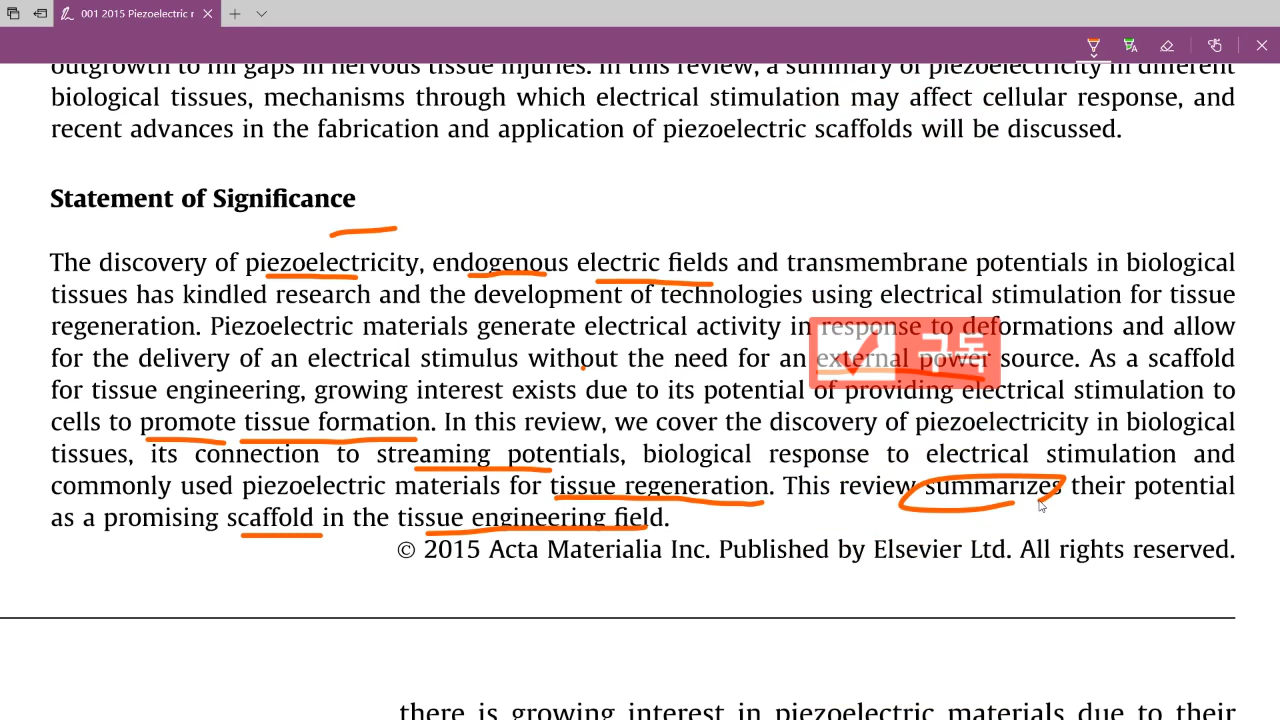 001 2015 Piezoelectric r
outgrowth to fill gaps in nervous tissue injuries. In this review, a summary of piezoelectricity in different
biological tissues, mechanisms through which electrical stimulation may affect cellular response, and
recent advances in the fabrication and application of piezoelectric scaffolds will be discussed.
Statement of Significance
The discovery of piezoelectricity, endogenous electric fields and transmembrane potentials in biological
tissues has kindled research and the development of technologies using electrical stimulation for tissue
regeneration. Piezoelectric materials generate electrical activity in response to deformations and allow
for the delivery of an electrical stimulus without the need for an external power source. As a scaffold
구독
for tissue engineering, growing interest exists due to its potential of providing electrical stimulation to
cells to promote tissue formation. In this review, we cover the discovery of piezoelectricity in biological
tissues, its connection to streaming potentials, biological response to electrical stimulation and
commonly used piezoelectric materials for tissue regeneration. This review summarizes their potential
as a promising scaffold in the tissue engineering field.
© 2015 Acta Materialia Inc. Published by Elsevier Ltd. All rights reserved.
there is growing interest in piezoelectric materials due to their